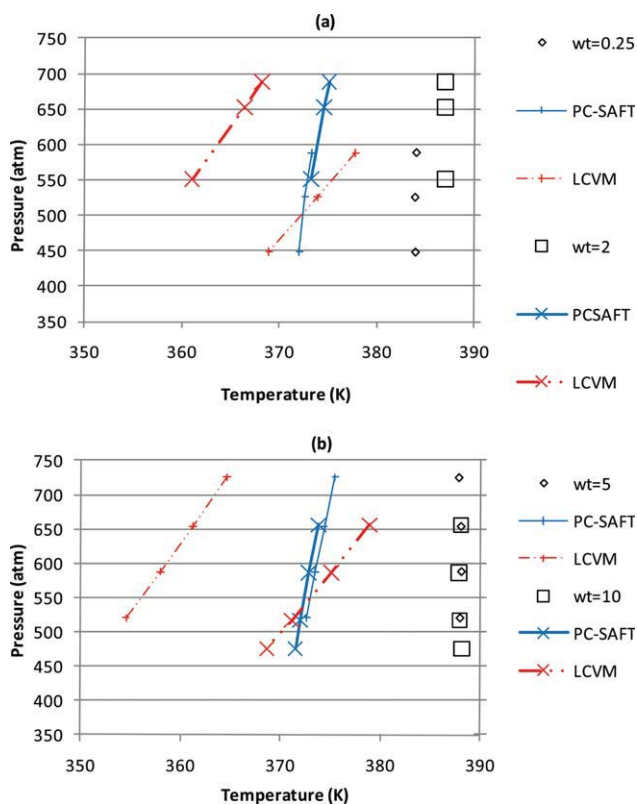 (a)
750
700
650
600
550
500
450
400
350
Pressure (atm)
350 360 370 380 390
Temperature (K)
wt=0.25
PC-SAFT
LCVM
wt=2
PCSAFT
LCVM
(b)
750
700
650
600
550
500
450
400
350
Pressure (atm)
350 360 370 380 390
Temperature (K)
wt=5
PC-SAFT
LCVM
wt=10
PC-SAFT
LCVM